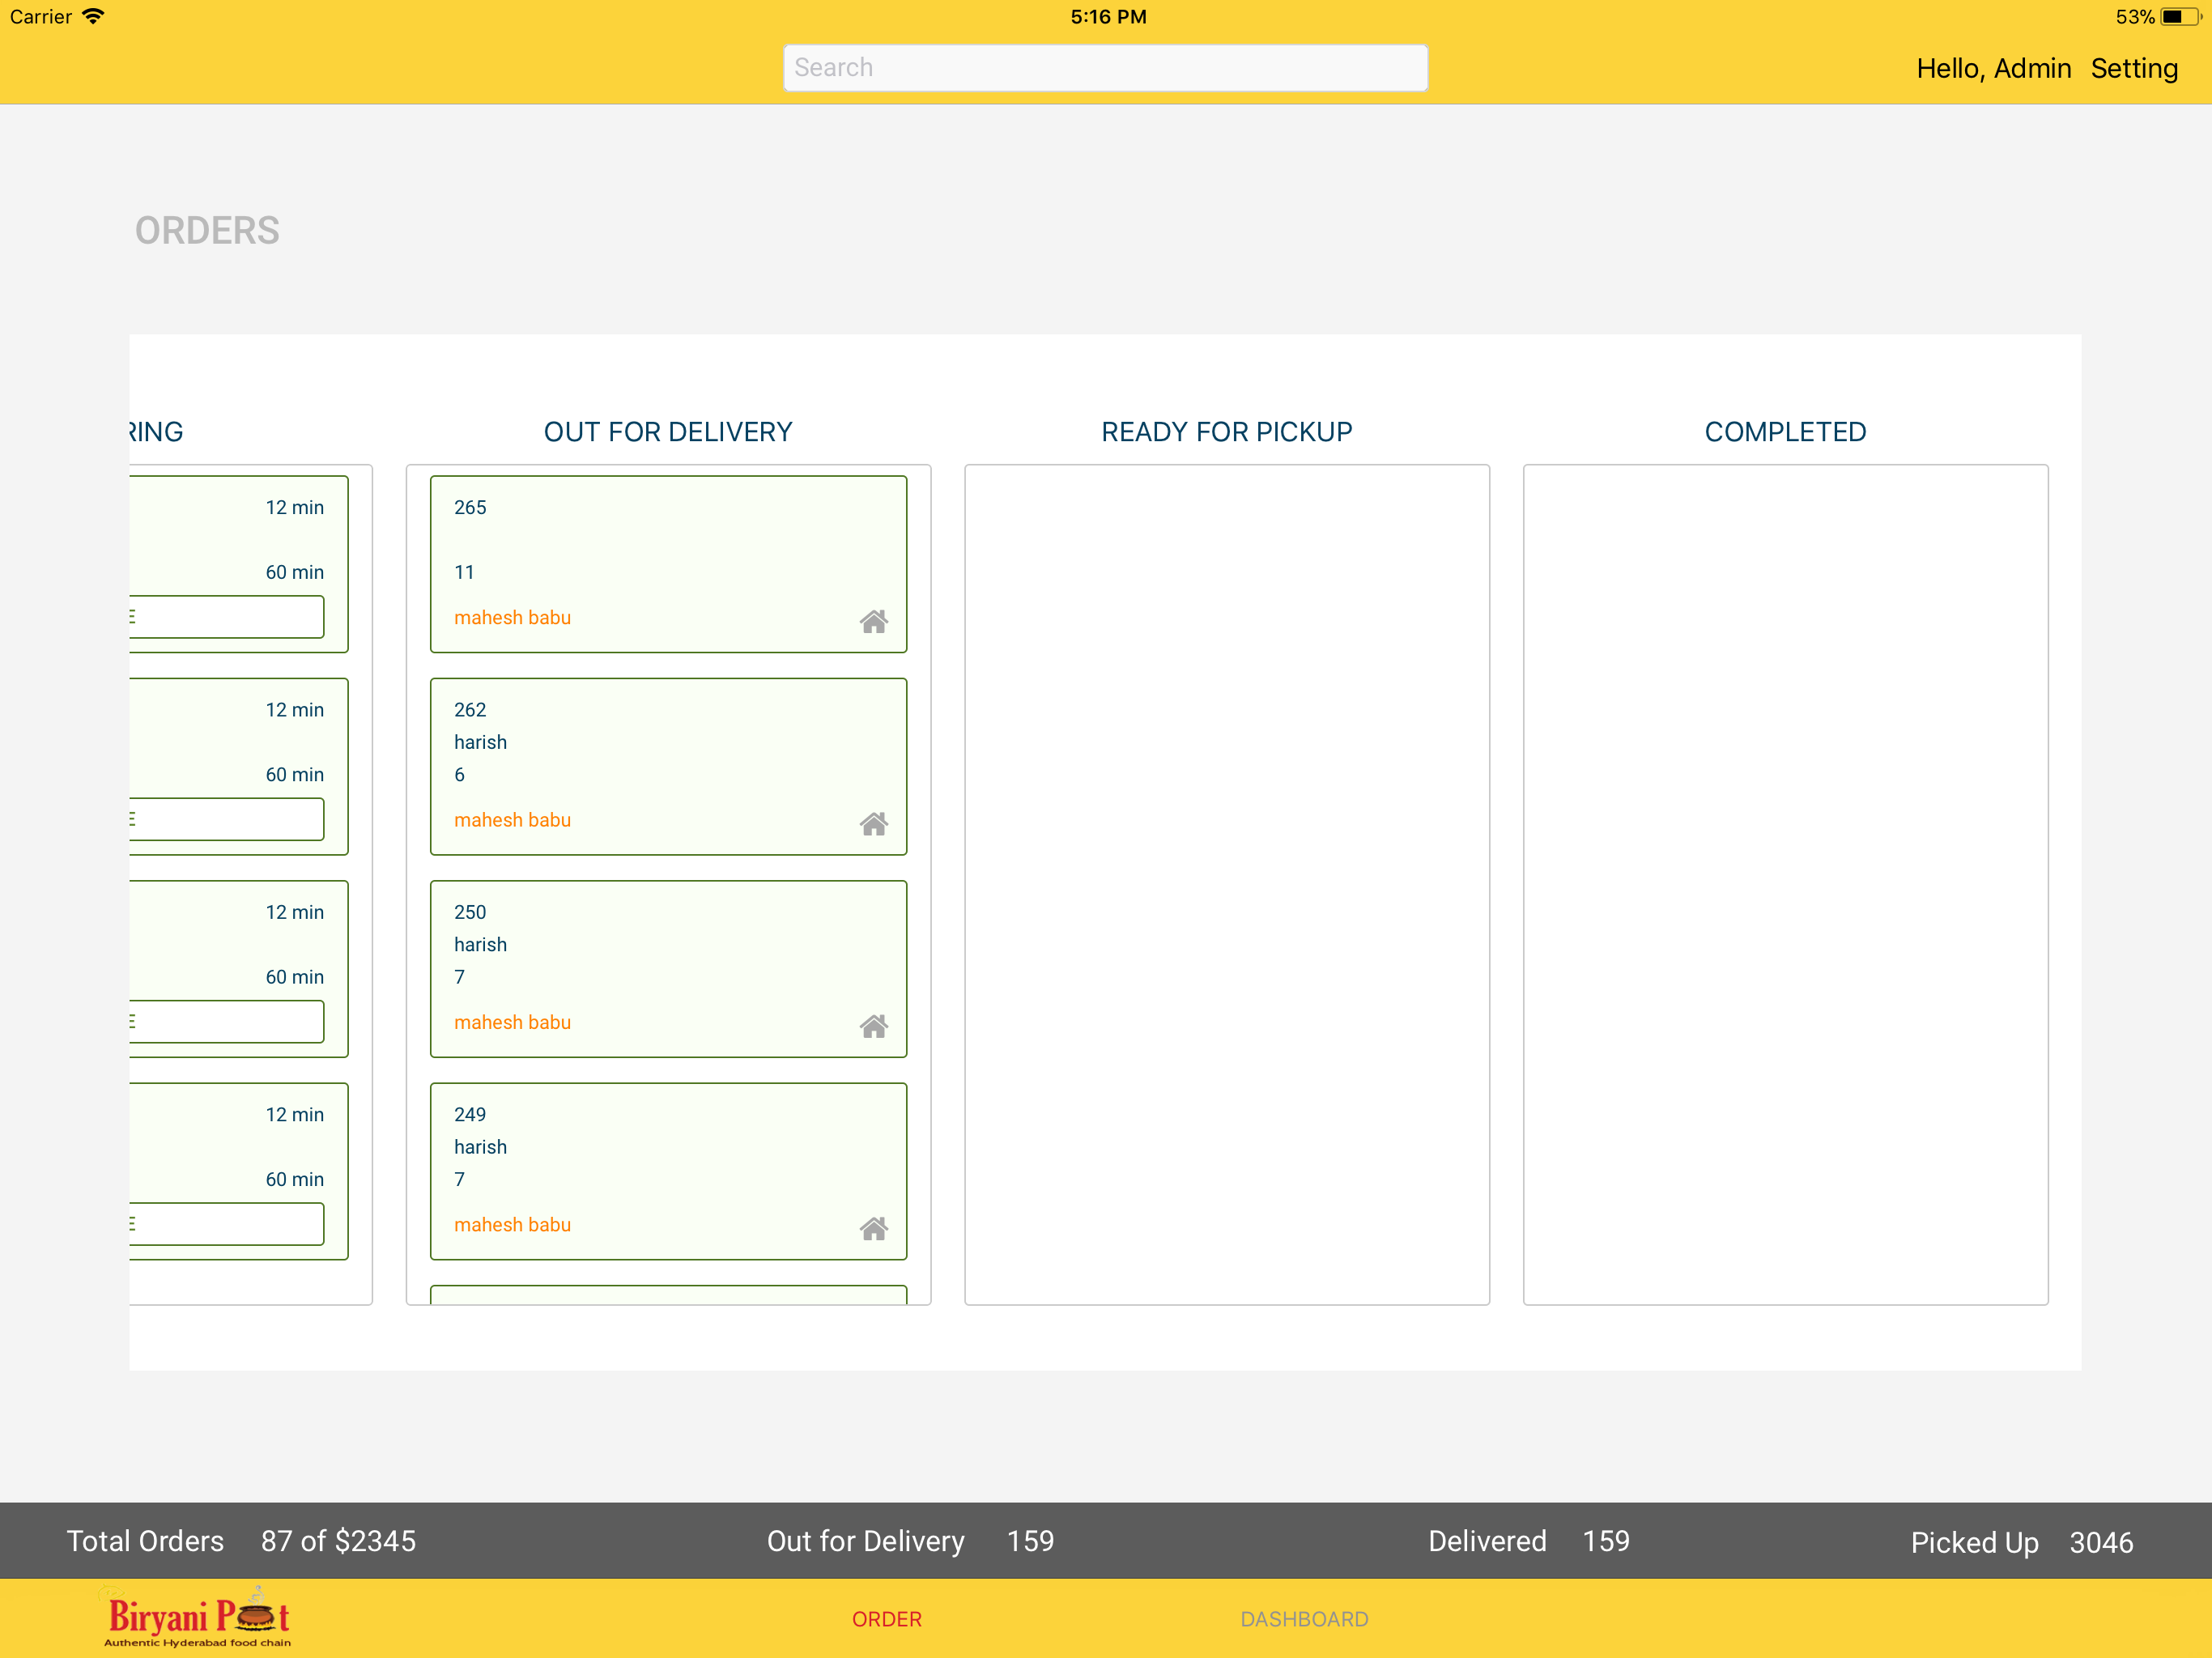 Carrier 5:16 PM 53%
Search
Hello, Admin Setting
ORDERS
RING
12 min
60 min
E
12 min
60 min
E
12 min
60 min
E
12 min
60 min
E
OUT FOR DELIVERY
265
11
mahesh babu
262
harish
6
mahesh babu
250
harish
7
mahesh babu
249
harish
7
mahesh babu
READY FOR PICKUP
COMPLETED
Total Orders 87 of $2345 Out for Delivery 159 Delivered 159 Picked Up 3046
Biryani Pot
Authentic Hyderabad food chain
ORDER
DASHBOARD